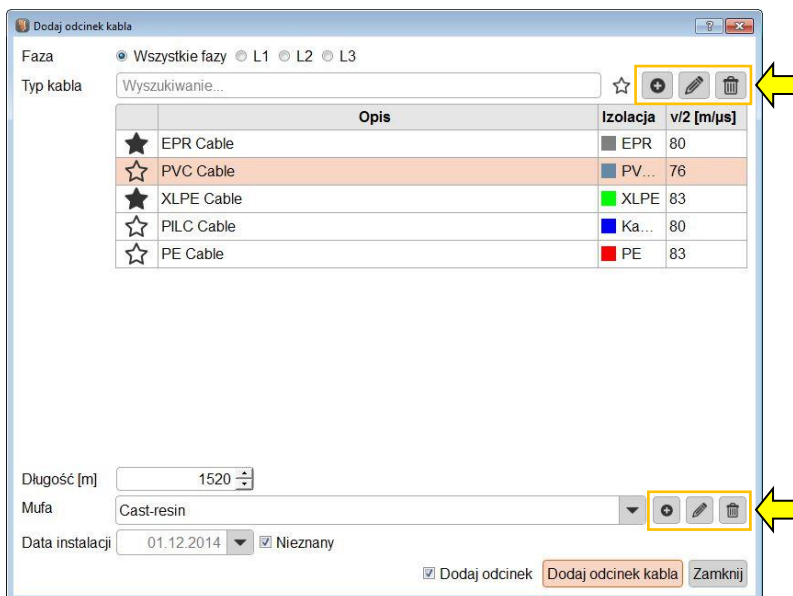 Dodaj odcinek kabla
Faza Wszystkie fazy L1 L2 L3
Typ kabla Wyszukiwanie...
Opis Izolacja v/2 [m/µs]
EPR Cable EPR 80
PVC Cable PV... 76
XLPE Cable XLPE 83
PILC Cable Ka... 80
PE Cable PE 83
Długość [m] 1520
Mufa Cast-resin
Data instalacji 01.12.2014 Nieznany
Dodaj odcinek Dodaj odcinek kabla Zamknij